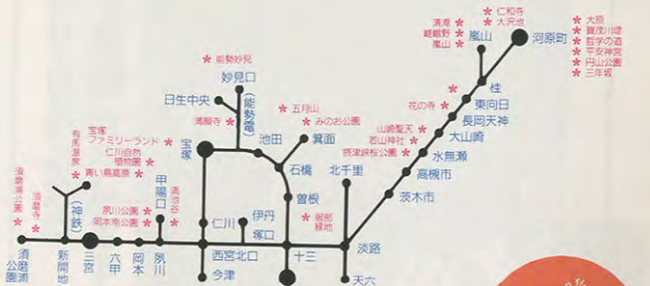 仁和寺
大沢池
清滝
嵯峨野
嵐山
嵐山
河原町
大原
賀茂川堤
哲学の道
平安神宮
円山公園
三年坂
能勢妙見
妙見口
(能勢電)
日生中央
満願寺
五月山
みのお公園
池田
箕面
石橋
曽根
服部
緑地
宝塚
宝塚
ファミリーランド
仁川自然
植物園
有馬温泉
青い鳥高原
(神鉄)
須磨浦公園
須磨寺
夙川公園
岡本南公園
甲陽口
満池谷
仁川
伊丹
塚口
桂
花の寺
東向日
長岡天神
山崎聖天
若山神社
大山崎
摂津峡桜公園
水無瀬
高槻市
茨木市
北千里
淡路
天六
十三
西宮北口
今津
夙川
岡本
六甲
三宮
新開地
須磨浦
公園